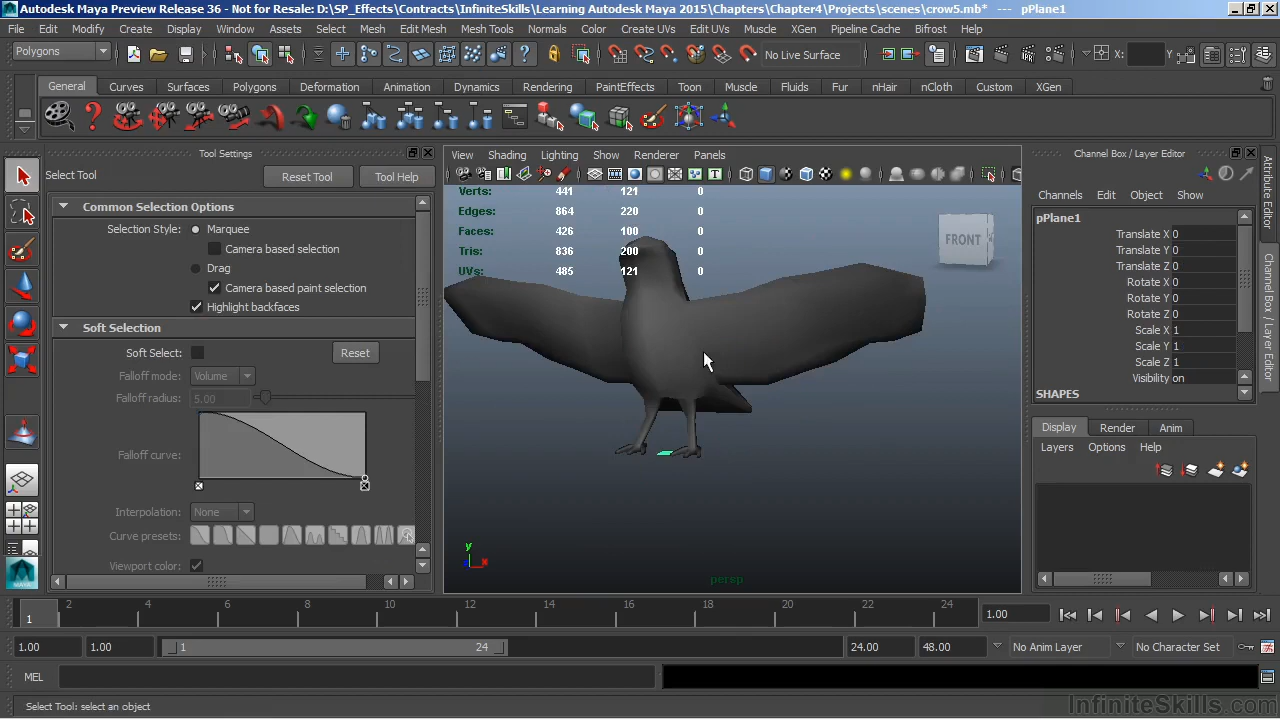 Autodesk Maya Preview Release 36 - Not for Resale: D:\SP_Effects\Contracts\InfiniteSkills\Learning Autodesk Maya 2015\Chapters\Chapter4\Projects\scenes\crow5.mb* --- pPlane1
File Edit Modify Create Display Window Assets Select Mesh Edit Mesh Mesh Tools Normals Color Create UVs Edit UVs Muscle XGen Pipeline Cache Bifrost Help
Polygons No Live Surface X: Y:
General Curves Surfaces Polygons Deformation Animation Dynamics Rendering PaintEffects Toon Muscle Fluids Fur nHair nCloth Custom XGen
Tool Settings
Select Tool Reset Tool Tool Help
Common Selection Options
Selection Style: Marquee
Camera based selection
Drag
Camera based paint selection
Highlight backfaces
Soft Selection
Soft Select: Reset
Falloff mode: Volume
Falloff radius: 5.00
Falloff curve:
Interpolation: None
Curve presets:
Viewport color:
View Shading Lighting Show Renderer Panels
Verts: 441 121 0
Edges: 864 220 0
Faces: 426 100 0
Tris: 836 200 0
UVs: 485 121 0
FRONT
y
x
persp
Channel Box / Layer Editor
Channels Edit Object Show
pPlane1
Translate X 0
Translate Y 0
Translate Z 0
Rotate X 0
Rotate Y 0
Rotate Z 0
Scale X 1
Scale Y 1
Scale Z 1
Visibility on
SHAPES
Display Render Anim
Layers Options Help
Attribute Editor
Channel Box / Layer Editor
1 2 4 6 8 10 12 14 16 18 20 22 24 1.00
1.00 1.00 1 24 24.00 48.00 No Anim Layer No Character Set
MEL
Select Tool: select an object
InfiniteSkills.com